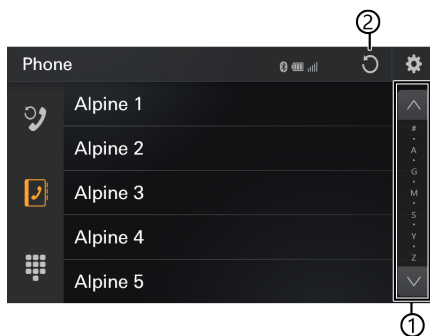 ②
Phone
Alpine 1
Alpine 2
Alpine 3
Alpine 4
Alpine 5
#
A
G
M
S
Y
Z
①